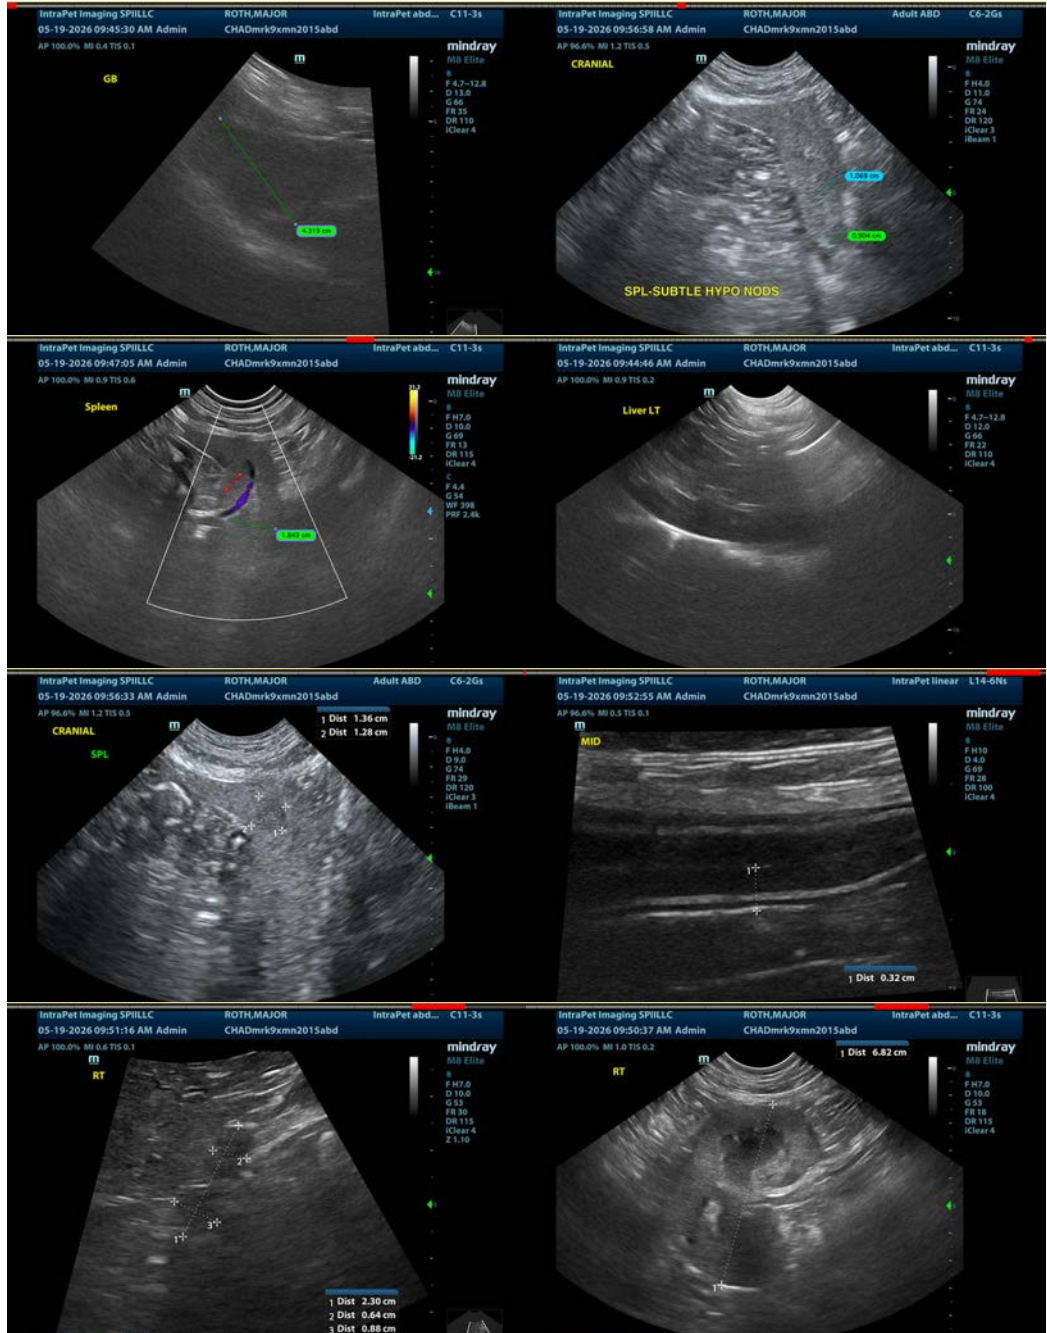 IntraPet Imaging SPIILLC ROTH,MAJOR IntraPet abd... C11-3s
05-19-2026 09:45:30 AM Admin CHADmrk9xmn2015abd
AP 100.0% MI 0.4 TIS 0.1
mindray
M8 Elite
m
GB
B
F 4.7-12.8
D 13.0
G 66
FR 35
DR 110
iClear 4
4.519 cm
IntraPet Imaging SPIILLC ROTH,MAJOR Adult ABD C6-2Gs
05-19-2026 09:56:58 AM Admin CHADmrk9xmn2015abd
AP 96.6% MI 1.2 TIS 0.5
mindray
M8 Elite
m
CRANIAL
B
F H4.0
D 11.0
G 74
FR 24
DR 120
iClear 3
iBeam 1
1.069 cm
0.904 cm
SPL-SUBTLE HYPO NODS
IntraPet Imaging SPIILLC ROTH,MAJOR IntraPet abd... C11-3s
05-19-2026 09:47:05 AM Admin CHADmrk9xmn2015abd
AP 100.0% MI 0.9 TIS 0.6
mindray
M8 Elite
m
Spleen
B
F H7.0
D 10.0
G 69
FR 13
DR 115
iClear 4
C
F 4.4
G 54
WF 398
PRF 2.4k
1.843 cm
IntraPet Imaging SPIILLC ROTH,MAJOR IntraPet abd... C11-3s
05-19-2026 09:44:46 AM Admin CHADmrk9xmn2015abd
AP 100.0% MI 0.9 TIS 0.2
mindray
M8 Elite
m
Liver LT
B
F 4.7-12.8
D 12.0
G 66
FR 22
DR 110
iClear 4
IntraPet Imaging SPIILLC ROTH,MAJOR Adult ABD C6-2Gs
05-19-2026 09:56:33 AM Admin CHADmrk9xmn2015abd
AP 96.6% MI 1.2 TIS 0.5
1 Dist 1.36 cm
2 Dist 1.28 cm
mindray
M8 Elite
m
CRANIAL
SPL
B
F H4.0
D 9.0
G 74
FR 29
DR 120
iClear 3
iBeam 1
2
1
IntraPet Imaging SPIILLC ROTH,MAJOR IntraPet linear L14-6Ns
05-19-2026 09:52:55 AM Admin CHADmrk9xmn2015abd
AP 96.6% MI 0.5 TIS 0.1
mindray
M8 Elite
m
MID
B
F H10
D 4.0
G 69
FR 28
DR 100
iClear 4
1
1 Dist 0.32 cm
IntraPet Imaging SPIILLC ROTH,MAJOR IntraPet abd... C11-3s
05-19-2026 09:51:16 AM Admin CHADmrk9xmn2015abd
AP 100.0% MI 0.6 TIS 0.1
mindray
M8 Elite
m
RT
B
F H7.0
D 10.0
G 53
FR 30
DR 115
iClear 4
Z 1.10
2
3
1
1 Dist 2.30 cm
2 Dist 0.64 cm
3 Dist 0.88 cm
IntraPet Imaging SPIILLC ROTH,MAJOR IntraPet abd... C11-3s
05-19-2026 09:50:37 AM Admin CHADmrk9xmn2015abd
AP 100.0% MI 1.0 TIS 0.2
1 Dist 6.82 cm
mindray
M8 Elite
m
RT
B
F H7.0
D 10.0
G 53
FR 18
DR 115
iClear 4
1